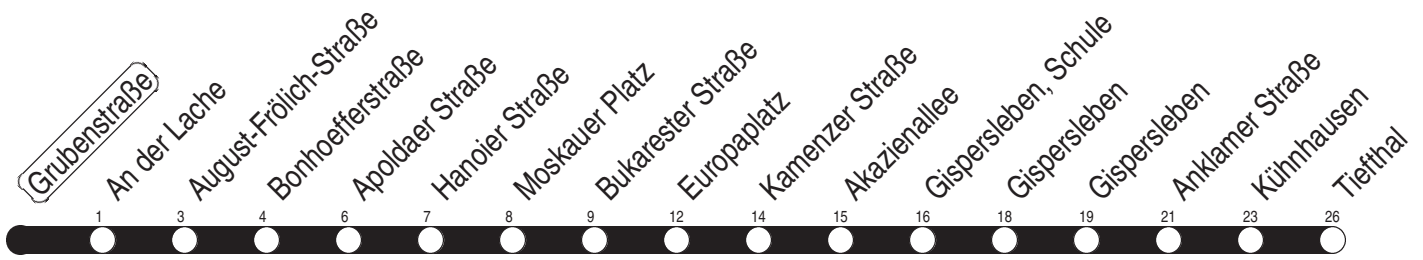 Grubenstraße
An der Lache
August-Frölich-Straße
Bonhoefferstraße
Apoldaer Straße
Hanoier Straße
Moskauer Platz
Bukarester Straße
Europaplatz
Kamenzer Straße
Akazienallee
Gispersleben, Schule
Gispersleben
Gispersleben
Anklamer Straße
Kühnhausen
Tiefthal
1 3 4 6 7 8 9 12 14 15 16 18 19 21 23 26